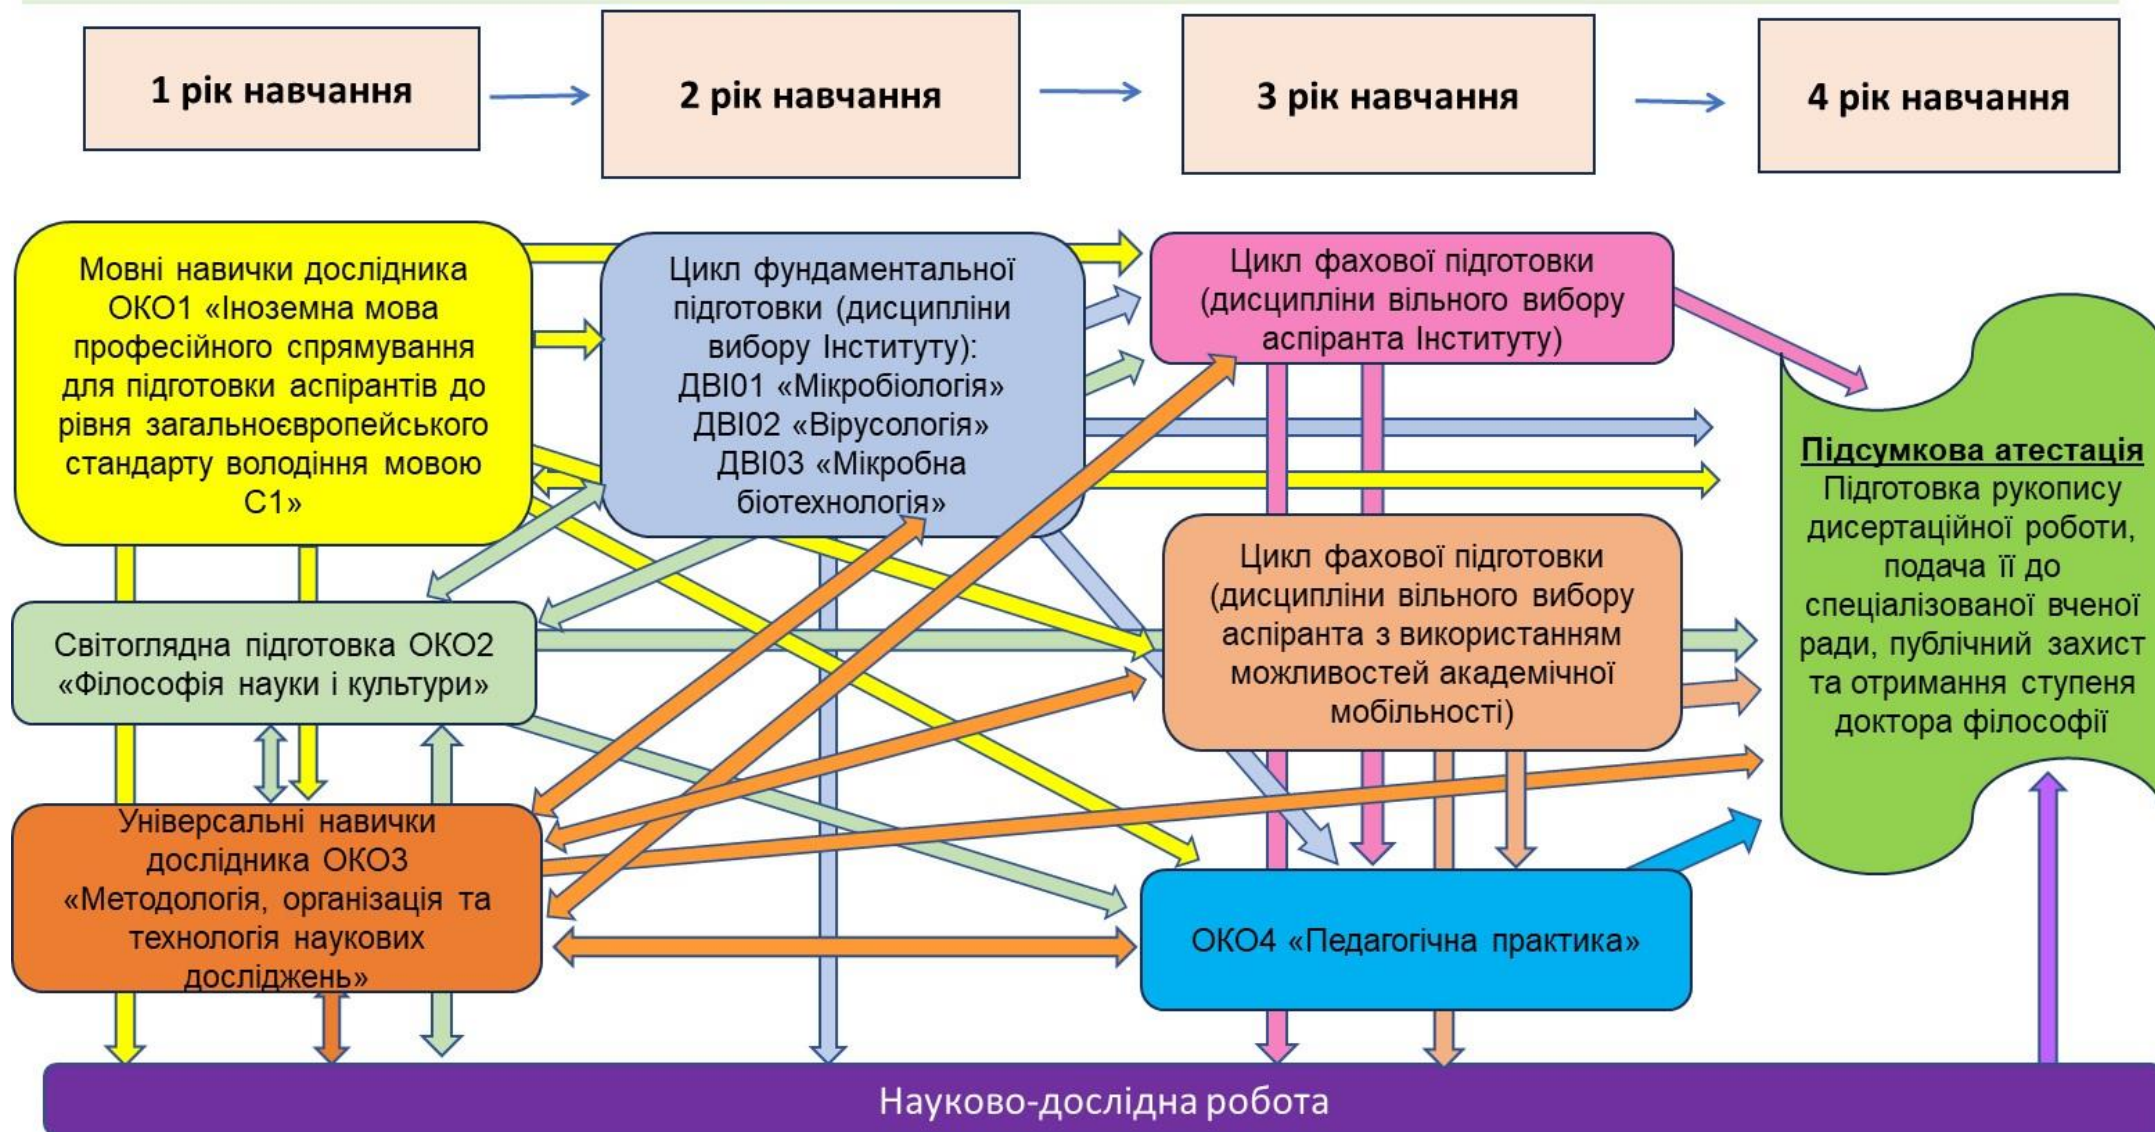 1 рік навчання
2 рік навчання
3 рік навчання
4 рік навчання
Мовні навички дослідника
ОКО1 «Іноземна мова
професійного спрямування
для підготовки аспірантів до
рівня загальноєвропейського
стандарту володіння мовою
С1»
Світоглядна підготовка ОКО2
«Філософія науки і культури»
Універсальні навички
дослідника ОКО3
«Методологія, організація та
технологія наукових
досліджень»
Цикл фундаментальної
підготовки (дисципліни
вибору Інституту):
ДВІ01 «Мікробіологія»
ДВІ02 «Вірусологія»
ДВІ03 «Мікробна
біотехнологія»
Цикл фахової підготовки
(дисципліни вільного вибору
аспіранта Інституту)
Цикл фахової підготовки
(дисципліни вільного вибору
аспіранта з використанням
можливостей академічної
мобільності)
ОКО4 «Педагогічна практика»
Підсумкова атестація
Підготовка рукопису
дисертаційної роботи,
подача її до
спеціалізованої вченої
ради, публічний захист
та отримання ступеня
доктора філософії
Науково-дослідна робота